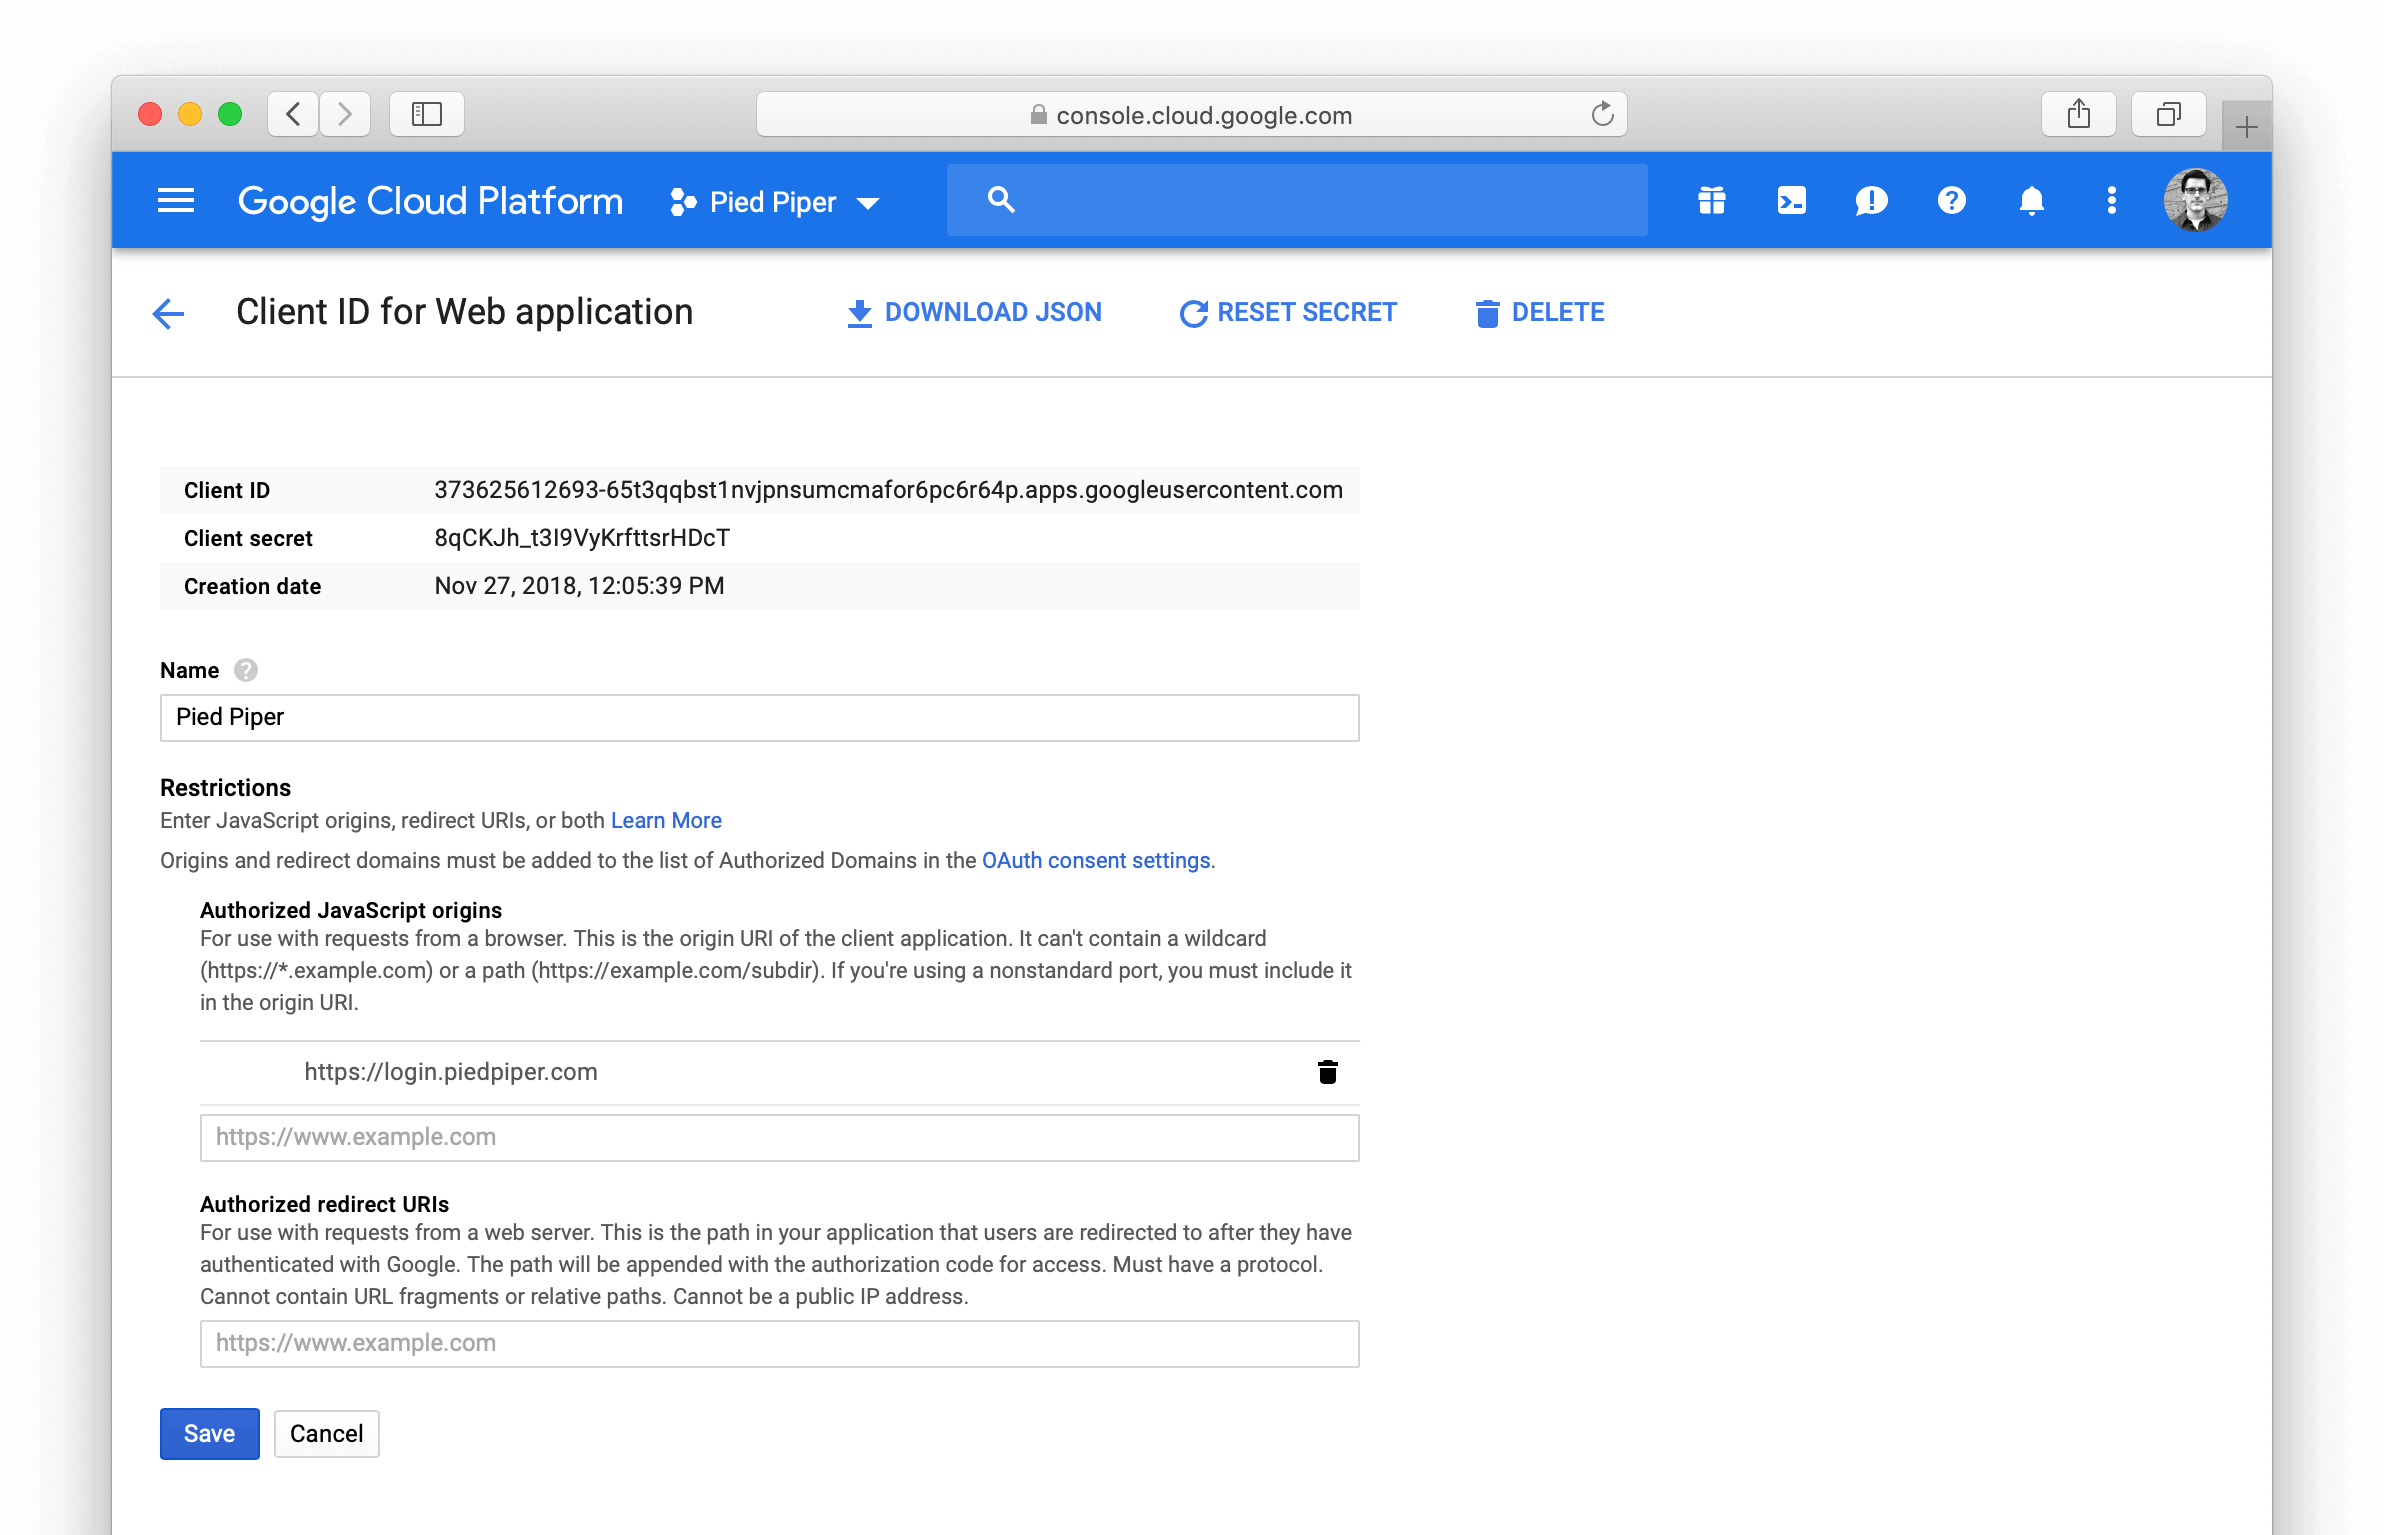 console.cloud.google.com
Google Cloud Platform Pied Piper
Client ID for Web application DOWNLOAD JSON RESET SECRET DELETE
Client ID 373625612693-65t3qqbst1nvjpnsumcmafor6pc6r64p.apps.googleusercontent.com
Client secret 8qCKJh_t3I9VyKrfttsrHDcT
Creation date Nov 27, 2018, 12:05:39 PM
Name ?
Pied Piper
Restrictions
Enter JavaScript origins, redirect URIs, or both Learn More
Origins and redirect domains must be added to the list of Authorized Domains in the OAuth consent settings.
Authorized JavaScript origins
For use with requests from a browser. This is the origin URI of the client application. It can't contain a wildcard
(https://*.example.com) or a path (https://example.com/subdir). If you're using a nonstandard port, you must include it
in the origin URI.
https://login.piedpiper.com
https://www.example.com
Authorized redirect URIs
For use with requests from a web server. This is the path in your application that users are redirected to after they have
authenticated with Google. The path will be appended with the authorization code for access. Must have a protocol.
Cannot contain URL fragments or relative paths. Cannot be a public IP address.
https://www.example.com
Save Cancel